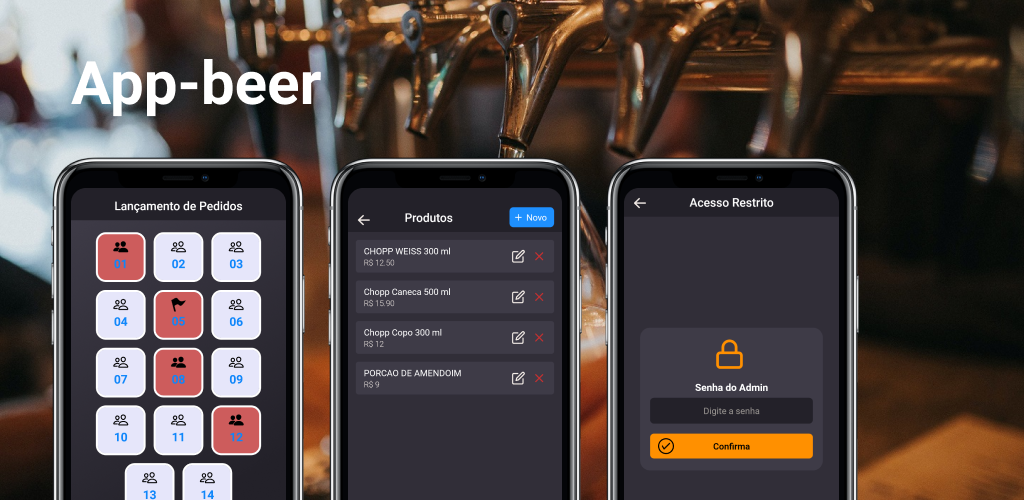 App-beer
Lançamento de Pedidos
01
02
03
04
05
06
07
08
09
10
11
12
13
14
Produtos
+ Novo
CHOPP WEISS 300 ml
R$ 12.50
Chopp Caneca 500 ml
R$ 15.90
Chopp Copo 300 ml
R$ 12
PORCAO DE AMENDOIM
R$ 9
Acesso Restrito
Senha do Admin
Digite a senha
Confirma